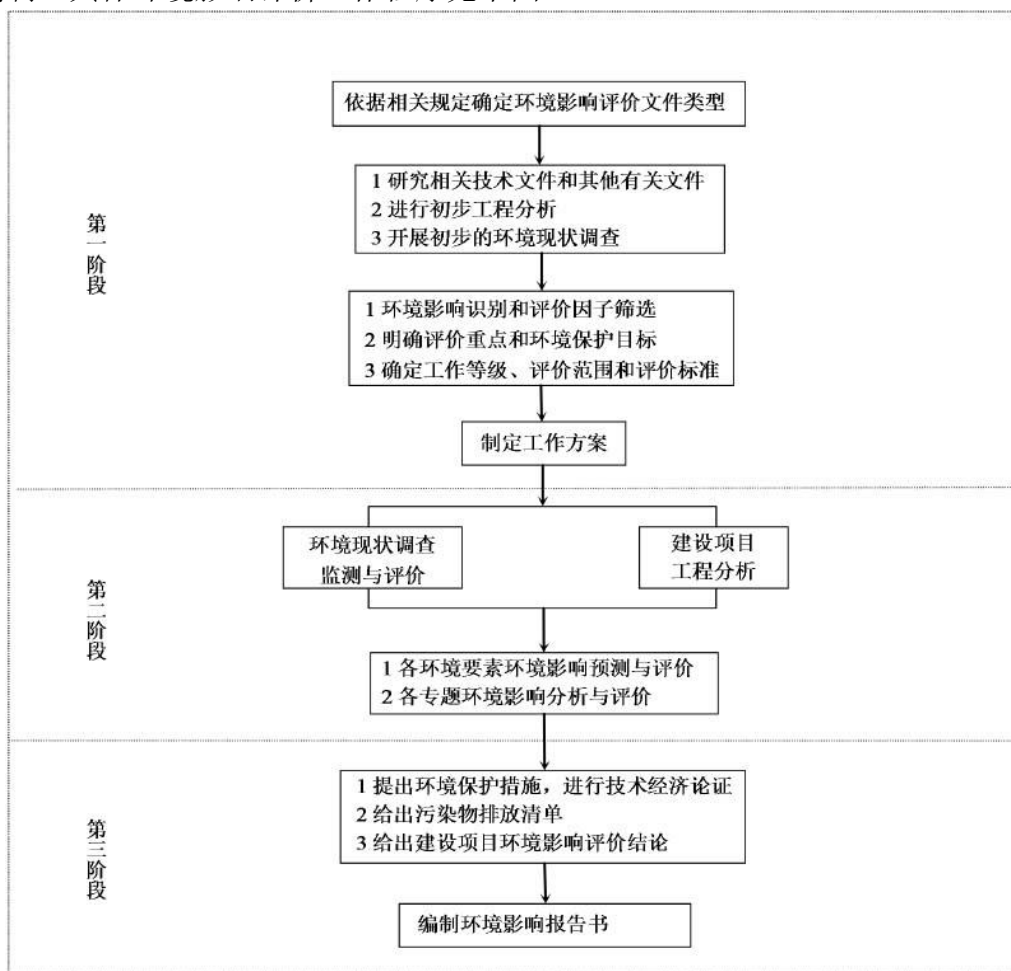 依据相关规定确定环境影响评价文件类型
1 研究相关技术文件和其他有关文件
2 进行初步工程分析
3 开展初步的环境现状调查
第一阶段
1 环境影响识别和评价因子筛选
2 明确评价重点和环境保护目标
3 确定工作等级、评价范围和评价标准
制定工作方案
环境现状调查
监测与评价
建设项目
工程分析
第二阶段
1 各环境要素环境影响预测与评价
2 各专题环境影响分析与评价
1 提出环境保护措施，进行技术经济论证
2 给出污染物排放清单
3 给出建设项目环境影响评价结论
第三阶段
编制环境影响报告书